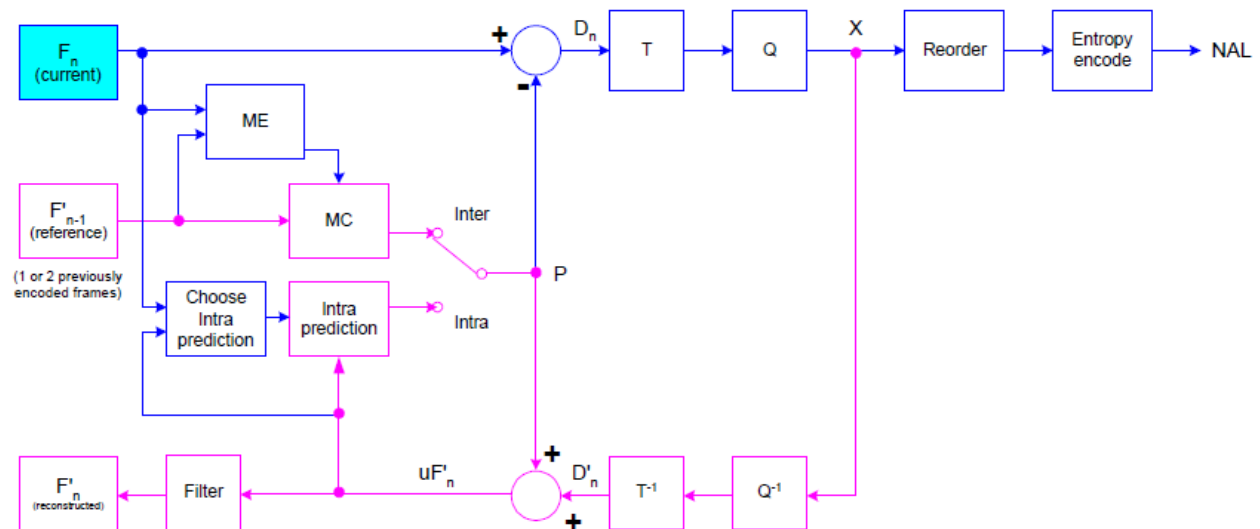 Fn
(current)
+
-
Dn
T
Q
X
Reorder
Entropy
encode
NAL
ME
F'n-1
(reference)
(1 or 2 previously
encoded frames)
MC
Inter
P
Choose
Intra
prediction
Intra
prediction
Intra
F'n
(reconstructed)
Filter
uF'n
+
+
D'n
T-1
Q-1